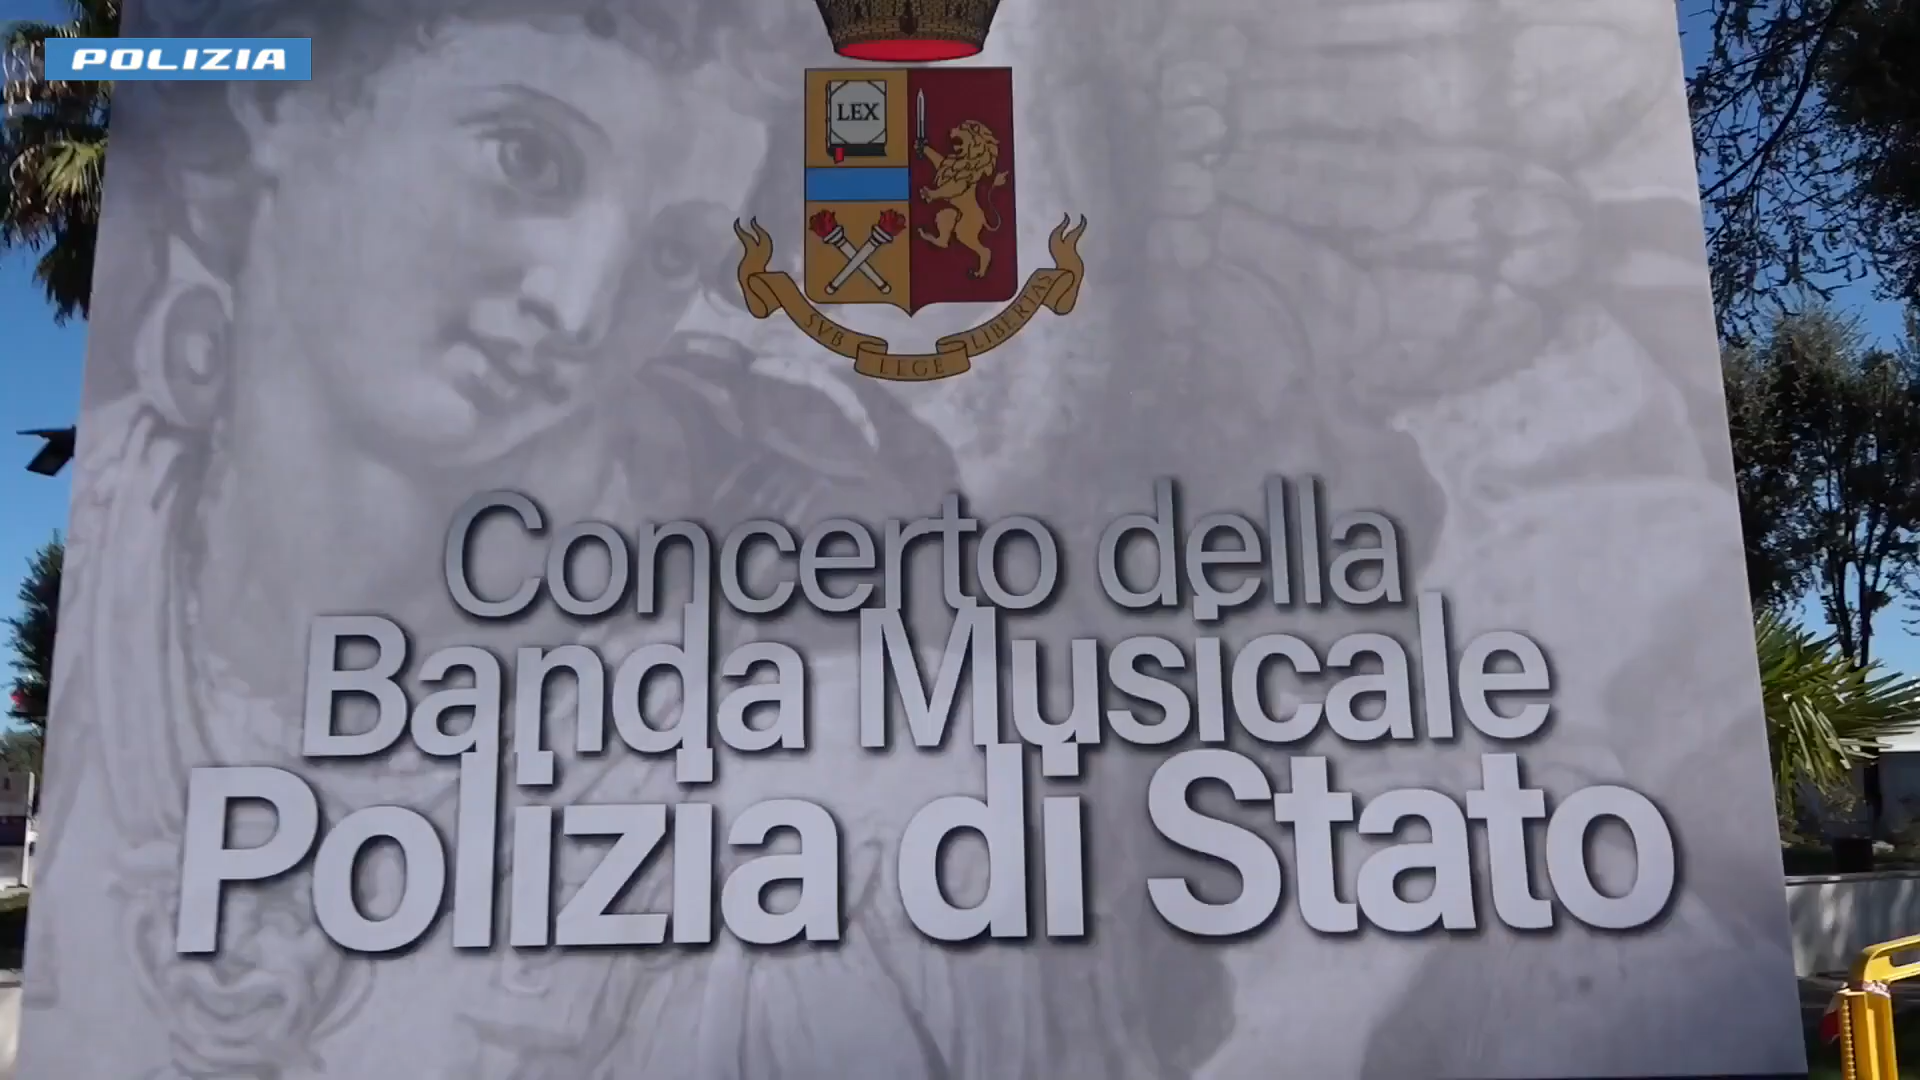 POLIZIA
LEX
SVB LEGE LIBERTAS
Concerto della
Banda Musicale
Polizia di Stato